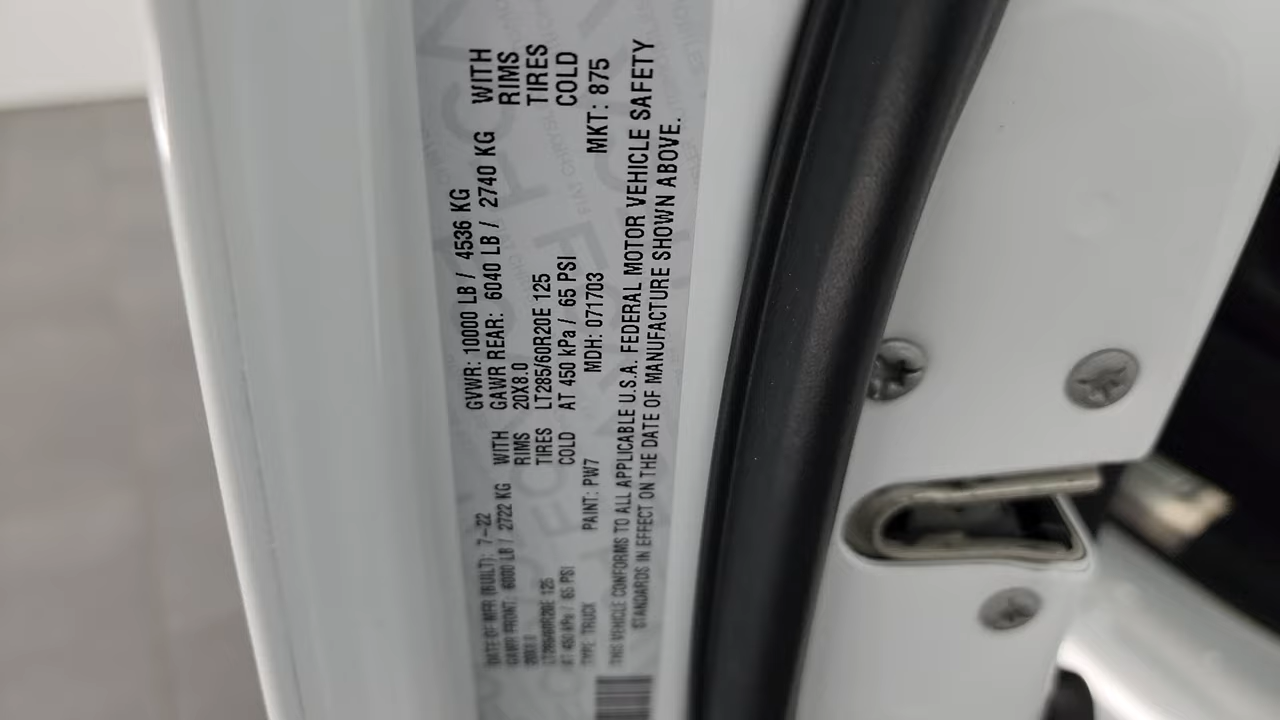 DATE OF MFR (BUILT): 7-22 GVWR: 10000 LB / 4536 KG
GAWR FRONT: 6000 LB / 2722 KG WITH GAWR REAR: 6040 LB / 2740 KG WITH
20X8.0 RIMS 20X8.0 RIMS
LT285/60R20E 125 TIRES LT285/60R20E 125 TIRES
AT 450 kPa / 65 PSI COLD AT 450 kPa / 65 PSI COLD
TYPE: TRUCK PAINT: PW7 MDH: 071703 MKT: 875
THIS VEHICLE CONFORMS TO ALL APPLICABLE U.S.A. FEDERAL MOTOR VEHICLE SAFETY
STANDARDS IN EFFECT ON THE DATE OF MANUFACTURE SHOWN ABOVE.